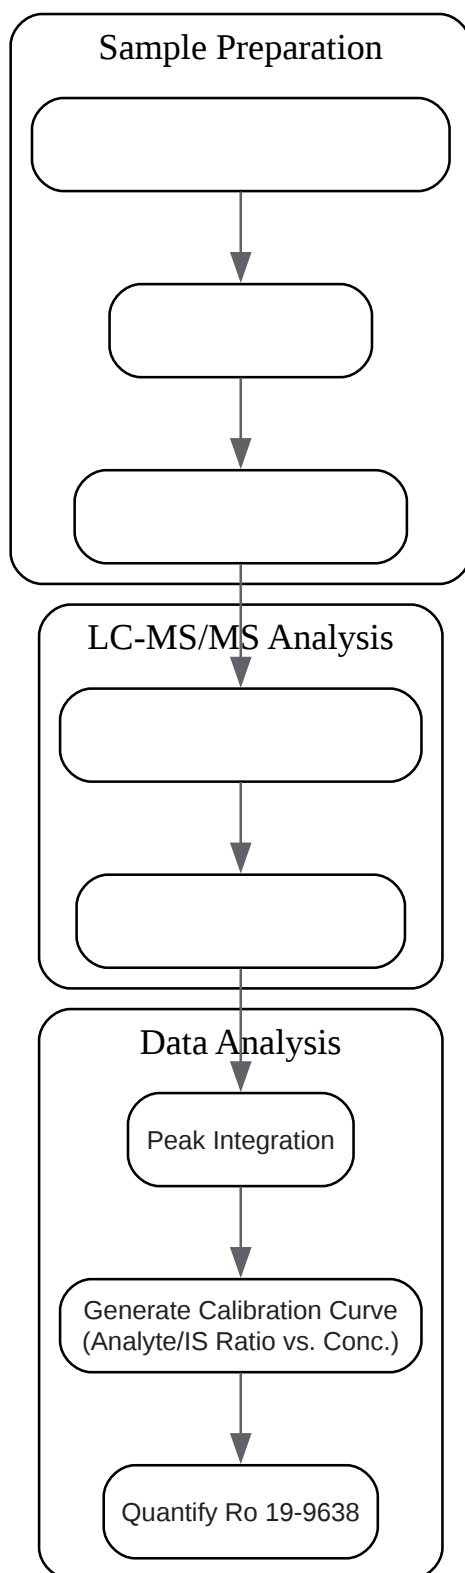 Sample Preparation
LC-MS/MS Analysis
Data Analysis
Peak Integration
Generate Calibration Curve
(Analyte/IS Ratio vs. Conc.)
Quantify Ro 19-9638